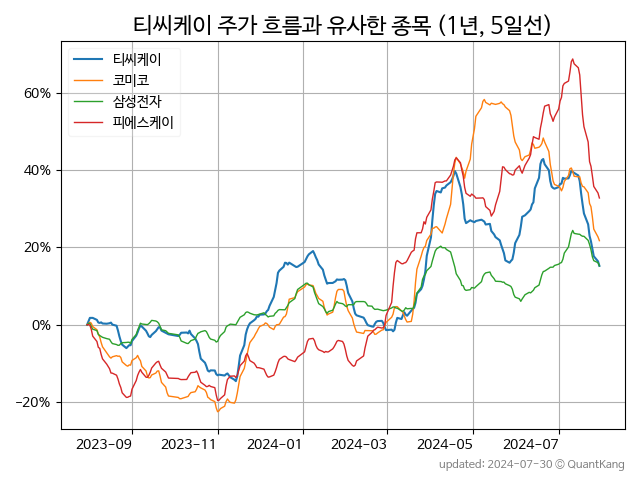 티씨케이 주가 흐름과 유사한 종목 (1년, 5일선)
티씨케이
코미코
삼성전자
피에스케이
60%
40%
20%
0%
−20%
2023-09 2023-11 2024-01 2024-03 2024-05 2024-07
updated: 2024-07-30 © QuantKang